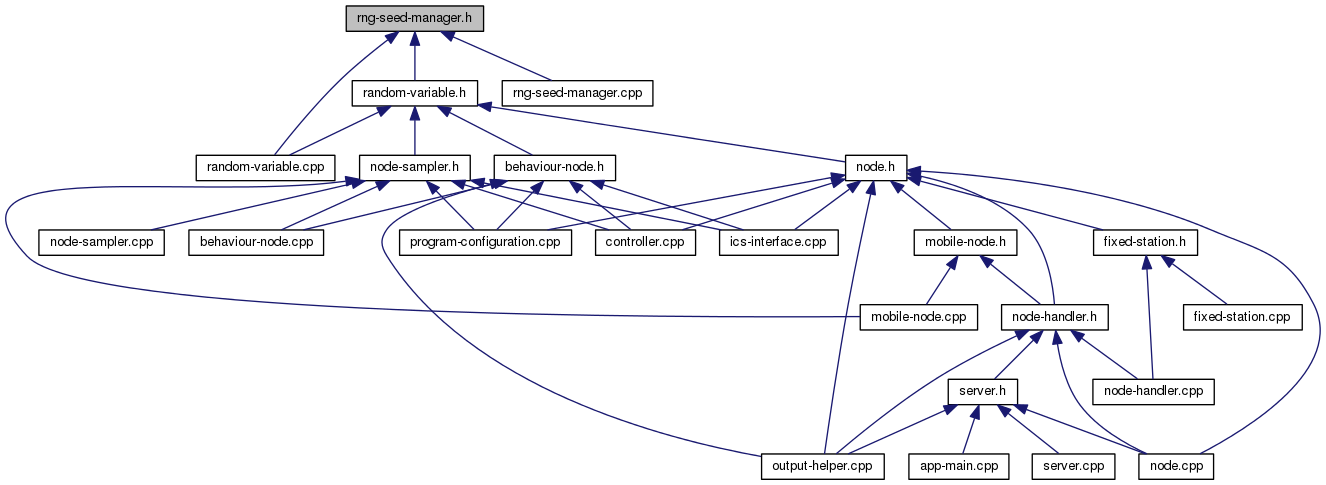 rng-seed-manager.h
random-variable.h
rng-seed-manager.cpp
random-variable.cpp
node-sampler.h
behaviour-node.h
node.h
node-sampler.cpp
behaviour-node.cpp
program-configuration.cpp
controller.cpp
ics-interface.cpp
mobile-node.h
fixed-station.h
mobile-node.cpp
node-handler.h
fixed-station.cpp
server.h
node-handler.cpp
output-helper.cpp
app-main.cpp
server.cpp
node.cpp